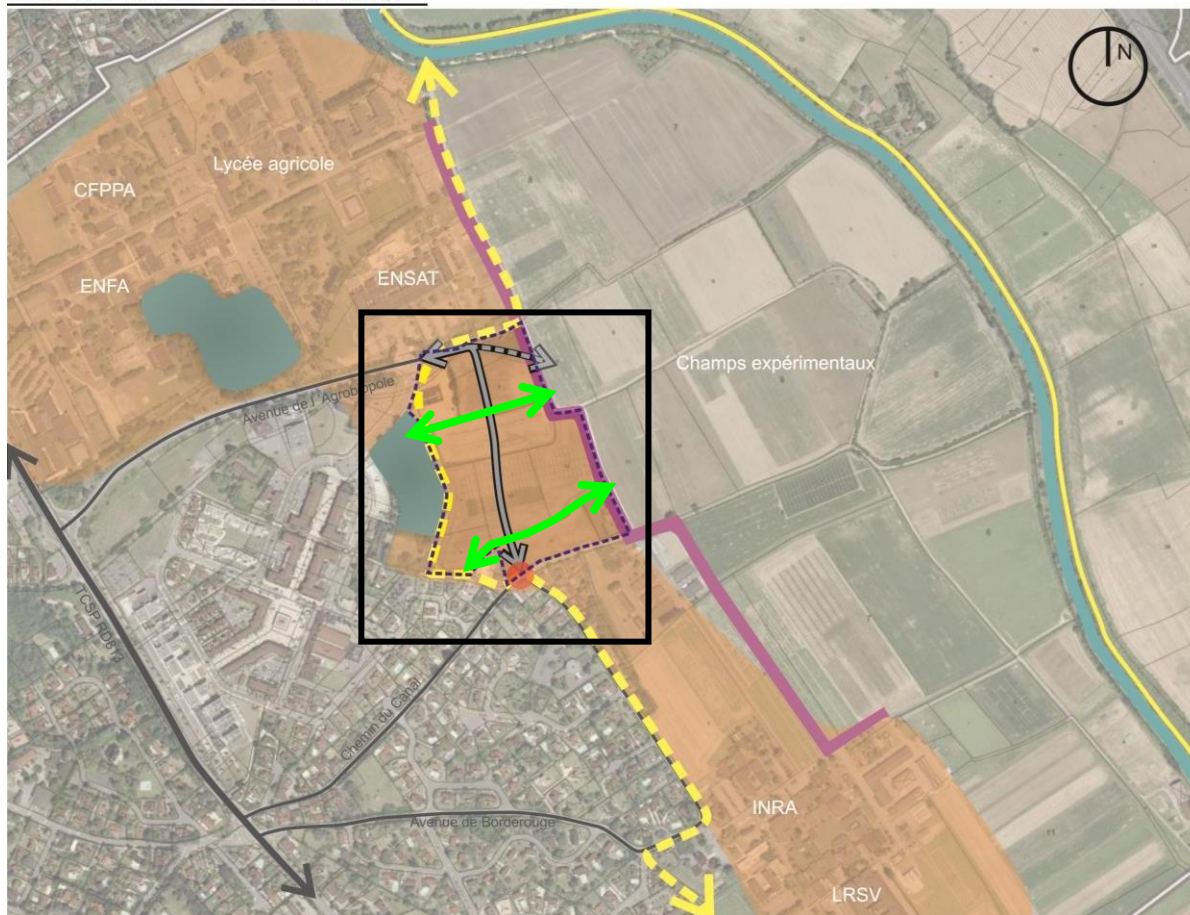 N
Lycée agricole
CFPPA
ENFA
ENSAT
Champs expérimentaux
Avenue de l'Agrobiopole
TCSP RD813
Chemin du Canal
Avenue de Borderouge
INRA
LRSV